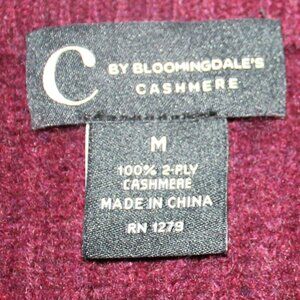 C BY BLOOMINGDALE'S
CASHMERE
M
100% 2-PLY
CASHMERE
MADE IN CHINA
RN 1279